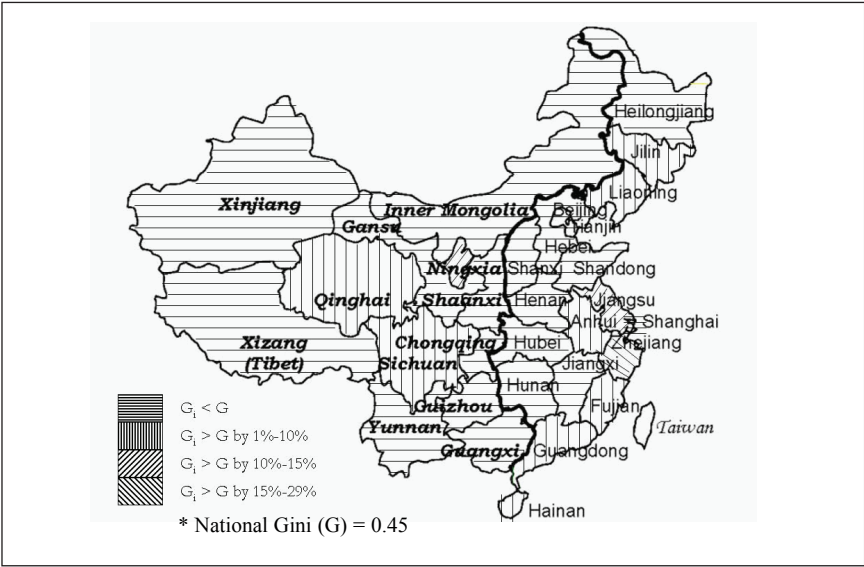 Heilongjiang
Jilin
Liaoning
Xinjiang
Inner Mongolia
Beijing
Gansu
Tianjin
Hebei
Ningxia
Shanxi
Shandong
Qinghai
Shaanxi
Henan
Jiangsu
Anhui
Shanghai
Xizang
(Tibet)
Chongqing
Hubei
Zhejiang
Sichuan
Jiangxi
Hunan
Guizhou
Fujian
Yunnan
Taiwan
Guangxi
Guangdong
Hainan
Gi < G
Gi > G by 1%-10%
Gi > G by 10%-15%
Gi > G by 15%-29%
* National Gini (G) = 0.45